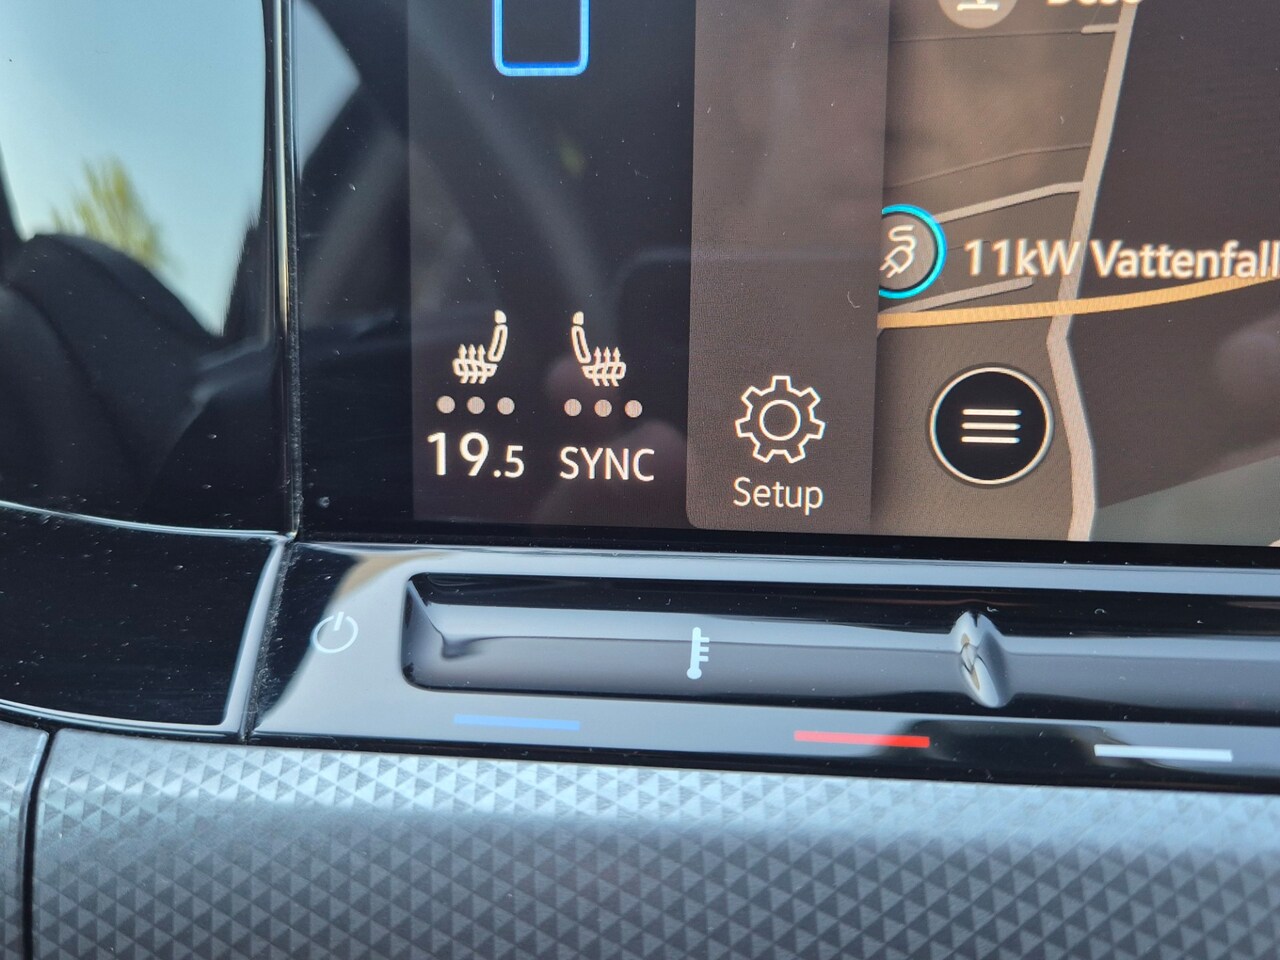 11kW Vattenfall
19.5 SYNC
Setup